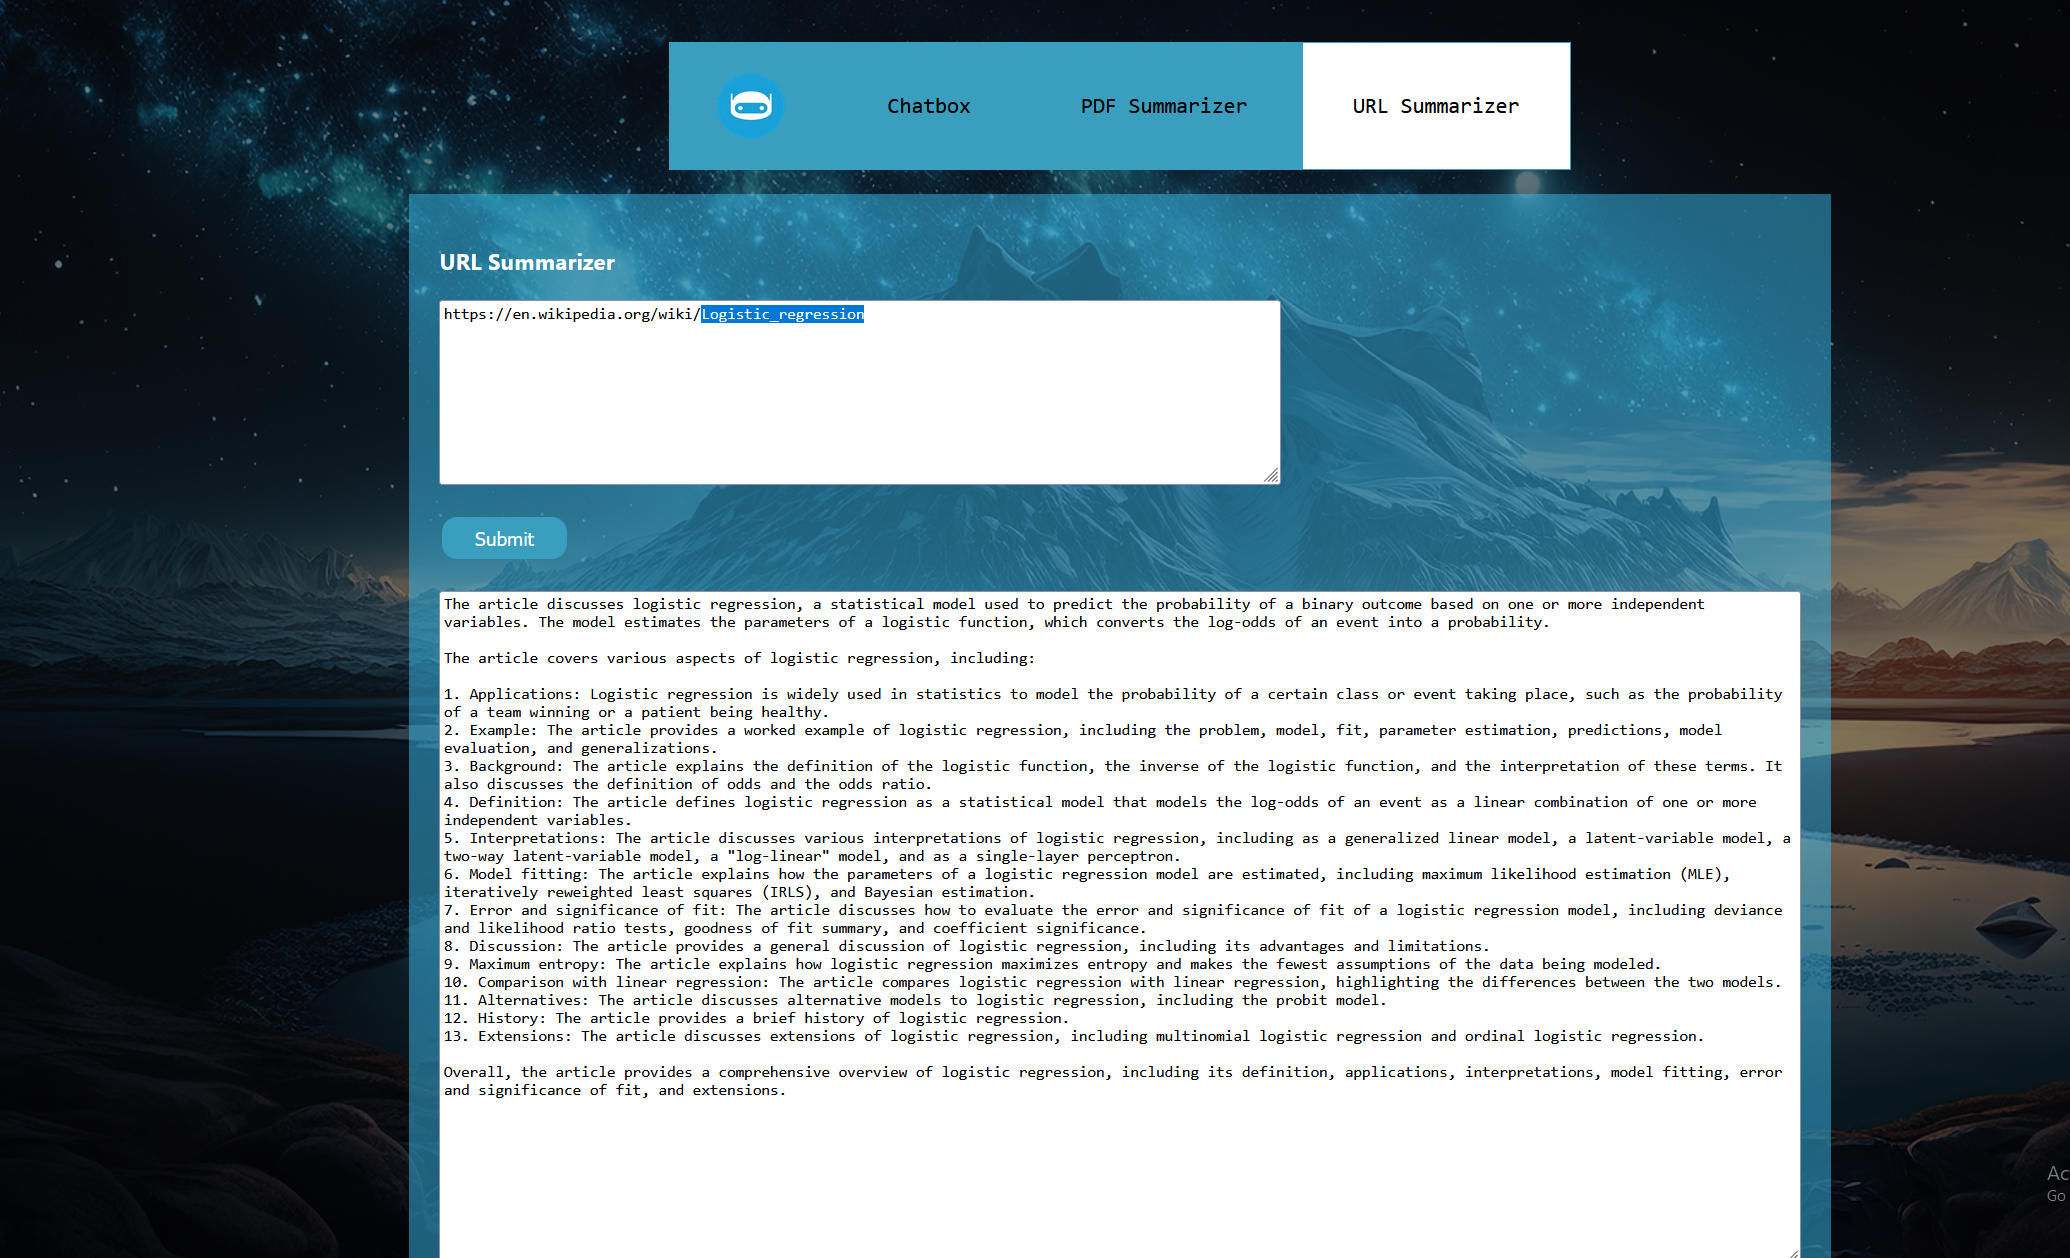 Chatbox
PDF Summarizer
URL Summarizer
URL Summarizer
https://en.wikipedia.org/wiki/Logistic_regression
Submit
The article discusses logistic regression, a statistical model used to predict the probability of a binary outcome based on one or more independent
variables. The model estimates the parameters of a logistic function, which converts the log-odds of an event into a probability.
The article covers various aspects of logistic regression, including:
1. Applications: Logistic regression is widely used in statistics to model the probability of a certain class or event taking place, such as the probability
of a team winning or a patient being healthy.
2. Example: The article provides a worked example of logistic regression, including the problem, model, fit, parameter estimation, predictions, model
evaluation, and generalizations.
3. Background: The article explains the definition of the logistic function, the inverse of the logistic function, and the interpretation of these terms. It
also discusses the definition of odds and the odds ratio.
4. Definition: The article defines logistic regression as a statistical model that models the log-odds of an event as a linear combination of one or more
independent variables.
5. Interpretations: The article discusses various interpretations of logistic regression, including as a generalized linear model, a latent-variable model, a
two-way latent-variable model, a "log-linear" model, and as a single-layer perceptron.
6. Model fitting: The article explains how the parameters of a logistic regression model are estimated, including maximum likelihood estimation (MLE),
iteratively reweighted least squares (IRLS), and Bayesian estimation.
7. Error and significance of fit: The article discusses how to evaluate the error and significance of fit of a logistic regression model, including deviance
and likelihood ratio tests, goodness of fit summary, and coefficient significance.
8. Discussion: The article provides a general discussion of logistic regression, including its advantages and limitations.
9. Maximum entropy: The article explains how logistic regression maximizes entropy and makes the fewest assumptions of the data being modeled.
10. Comparison with linear regression: The article compares logistic regression with linear regression, highlighting the differences between the two models.
11. Alternatives: The article discusses alternative models to logistic regression, including the probit model.
12. History: The article provides a brief history of logistic regression.
13. Extensions: The article discusses extensions of logistic regression, including multinomial logistic regression and ordinal logistic regression.
Overall, the article provides a comprehensive overview of logistic regression, including its definition, applications, interpretations, model fitting, error
and significance of fit, and extensions.
Ac
Go